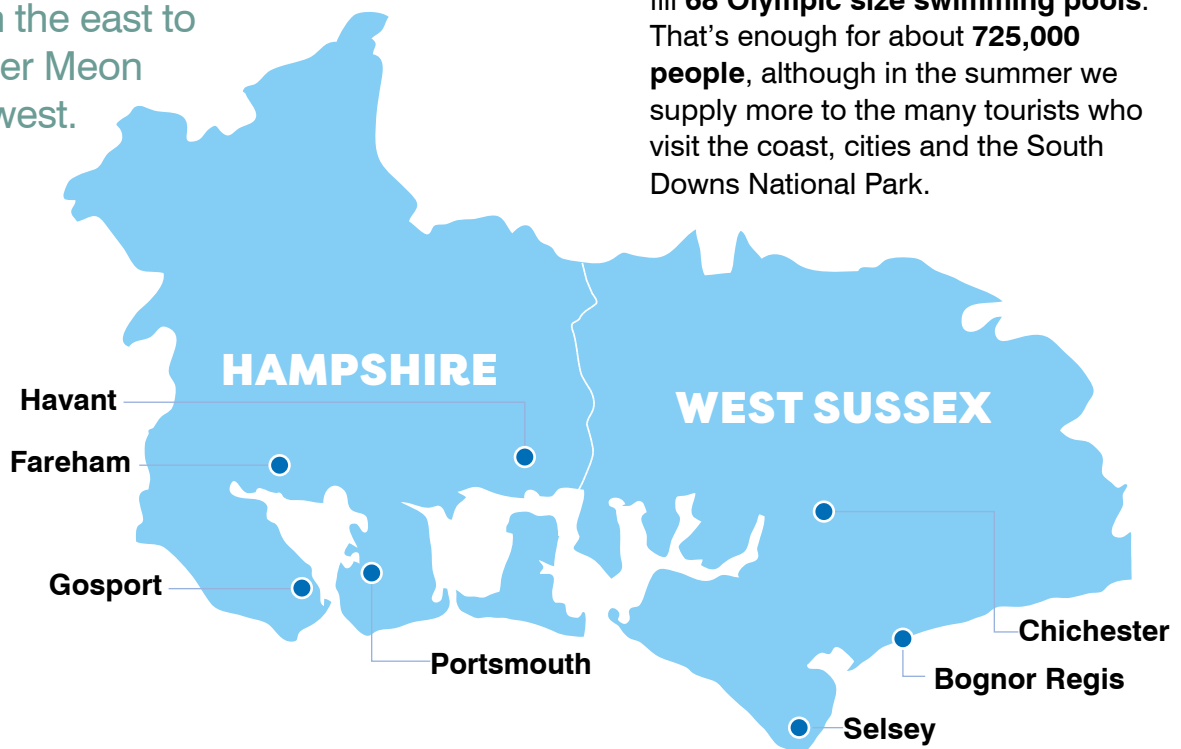 the east to
er Meon
west.
68 Olympic size swimming pools.
That’s enough for about 725,000
people, although in the summer we
supply more to the many tourists who
visit the coast, cities and the South
Downs National Park.
HAMPSHIRE
WEST SUSSEX
Havant
Fareham
Gosport
Portsmouth
Chichester
Bognor Regis
Selsey